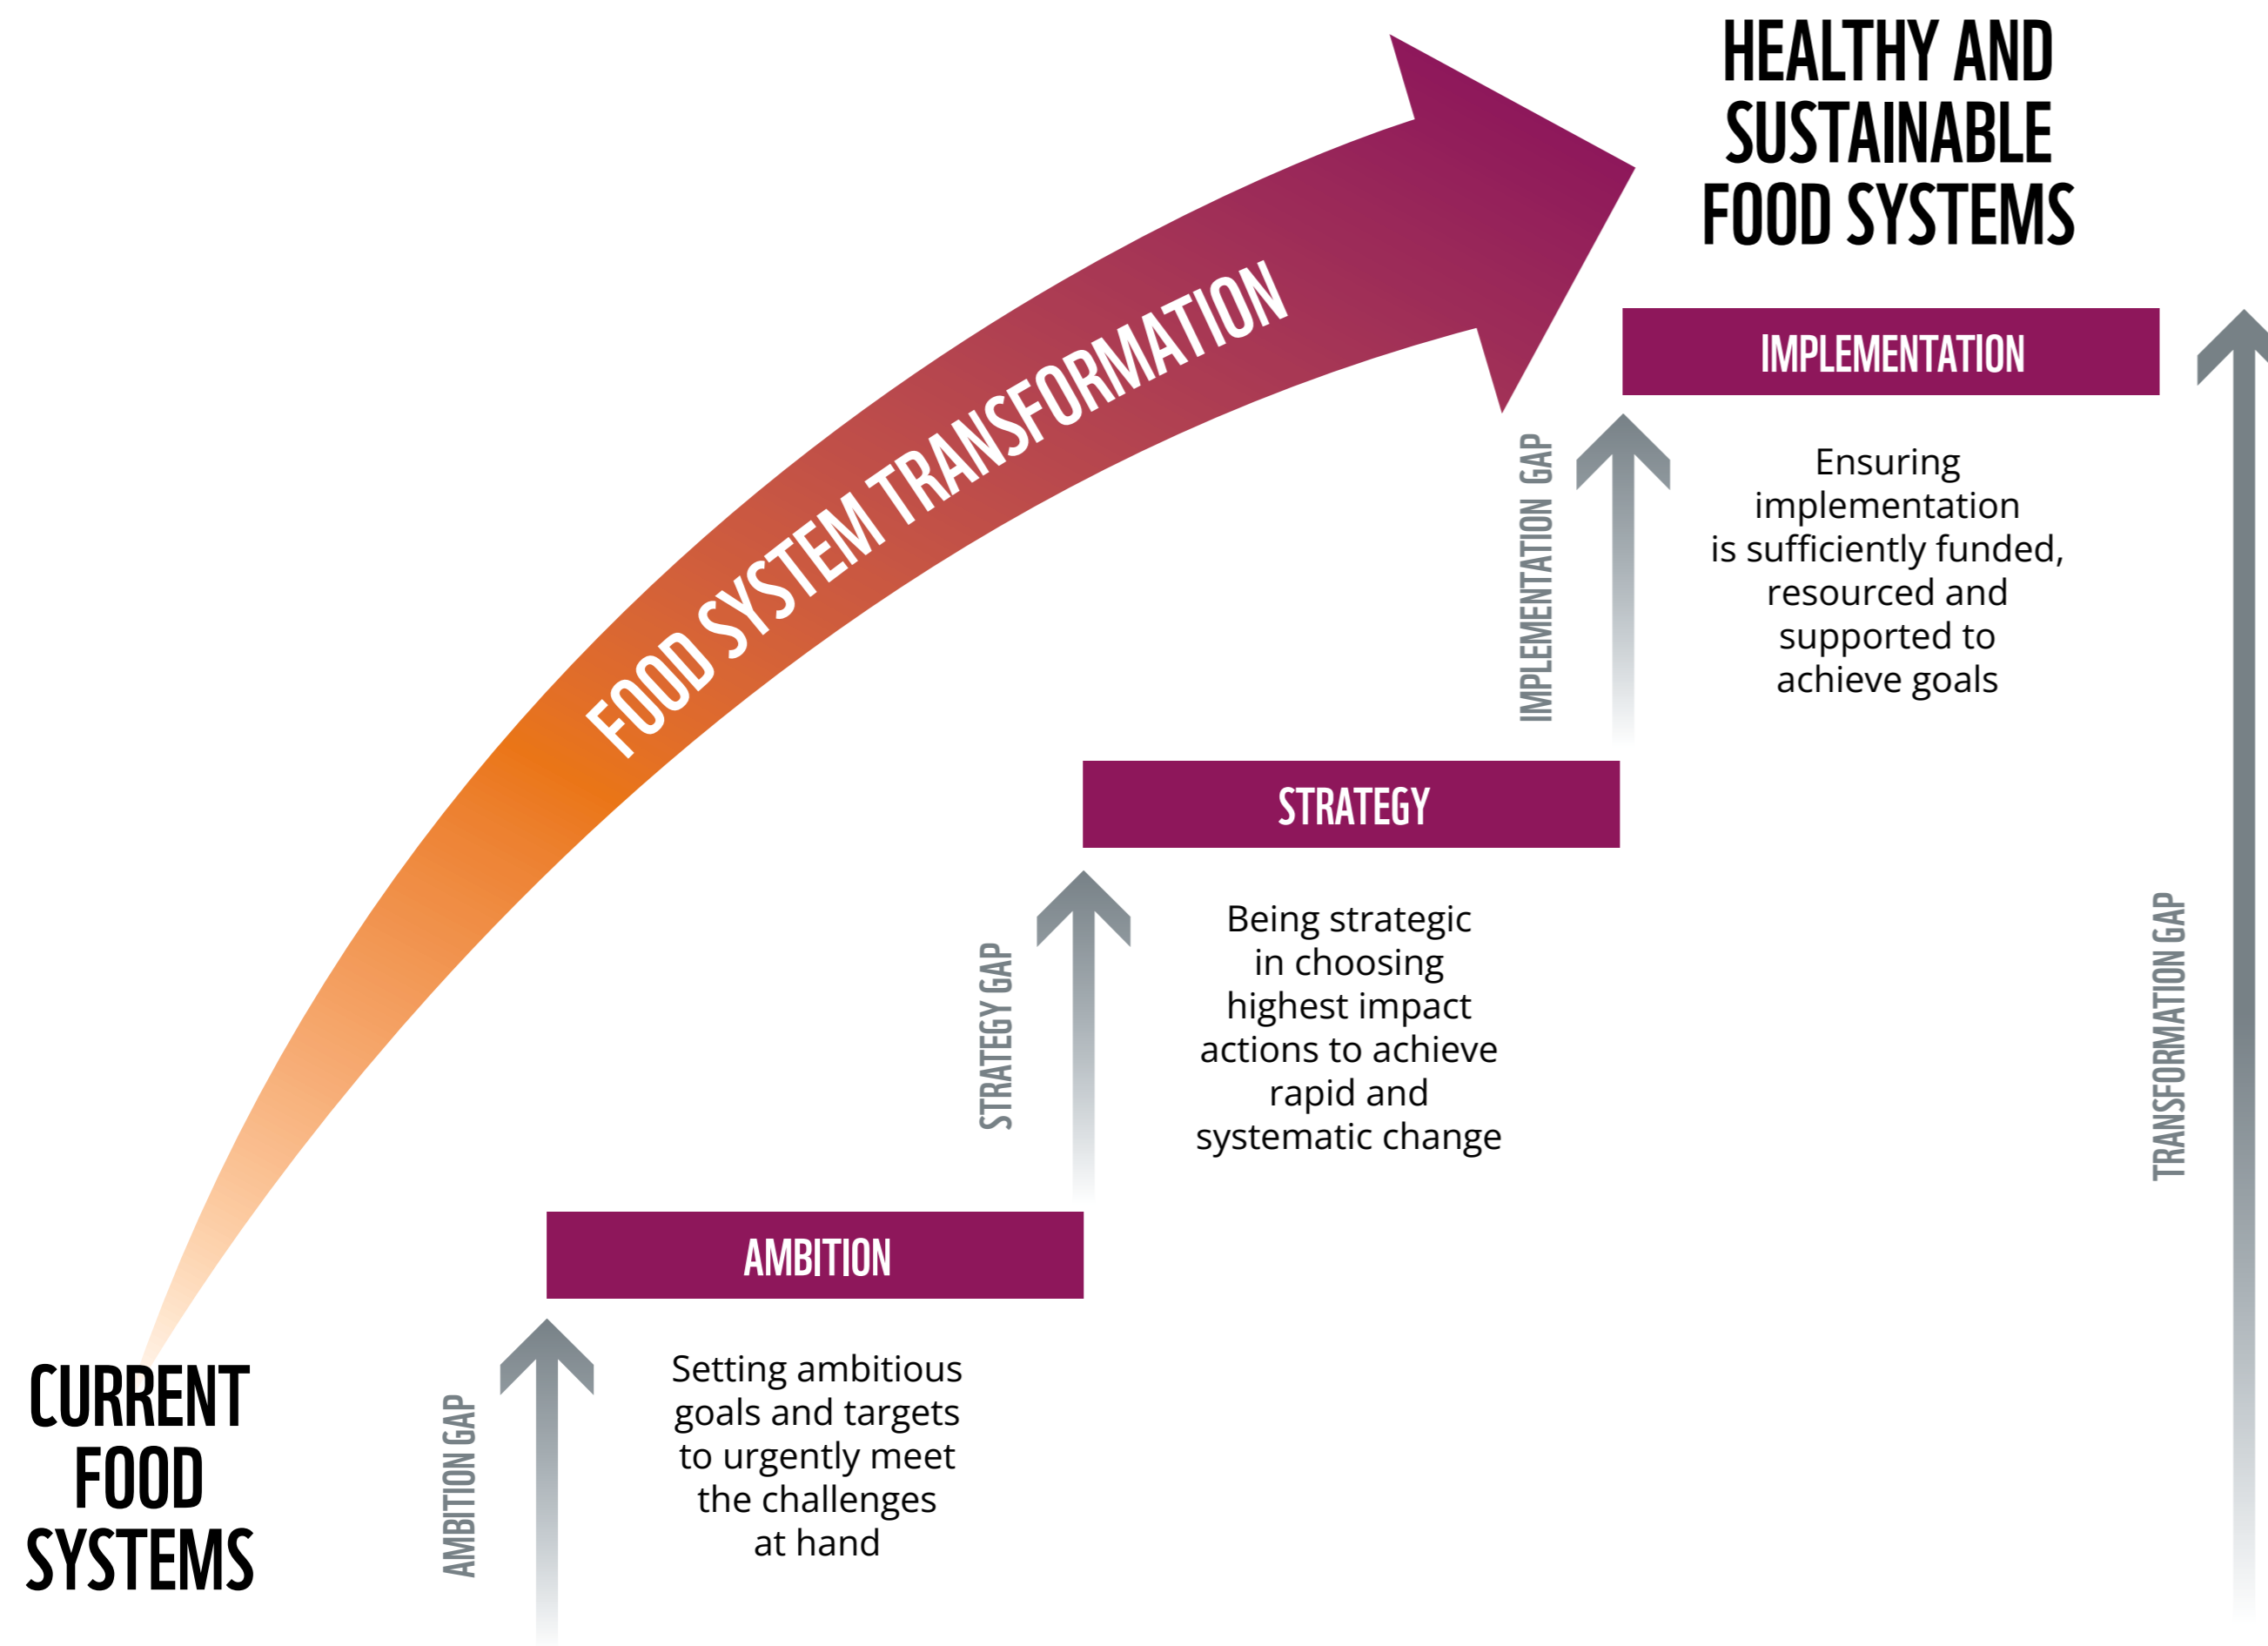 HEALTHY AND
SUSTAINABLE
FOOD SYSTEMS
FOOD SYSTEM TRANSFORMATION
IMPLEMENTATION
IMPLEMENTATION GAP
Ensuring
implementation
is sufficiently funded,
resourced and
supported to
achieve goals
STRATEGY
STRATEGY GAP
Being strategic
in choosing
highest impact
actions to achieve
rapid and
systematic change
TRANSFORMATION GAP
AMBITION
AMBITION GAP
Setting ambitious
goals and targets
to urgently meet
the challenges
at hand
CURRENT
FOOD
SYSTEMS